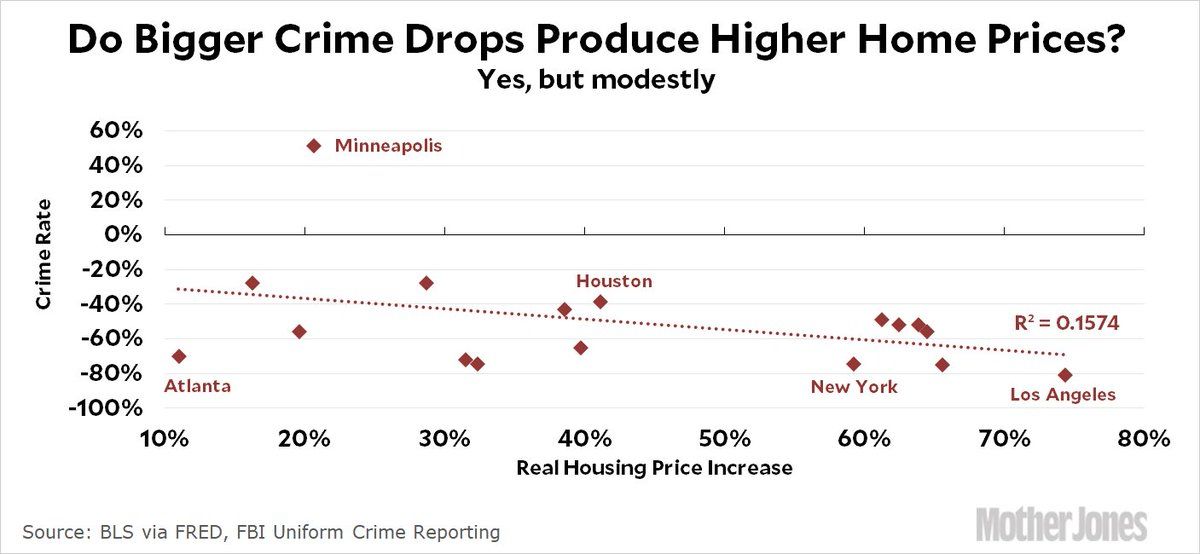 Do Bigger Crime Drops Produce Higher Home Prices?
Yes, but modestly
60%
Minneapolis
40%
20%
0%
Crime Rate
-20%
Houston
-40%
R² = 0.1574
-60%
-80%
Atlanta
New York
Los Angeles
-100%
10% 20% 30% 40% 50% 60% 70% 80%
Real Housing Price Increase
Source: BLS via FRED, FBI Uniform Crime Reporting
Mother Jones